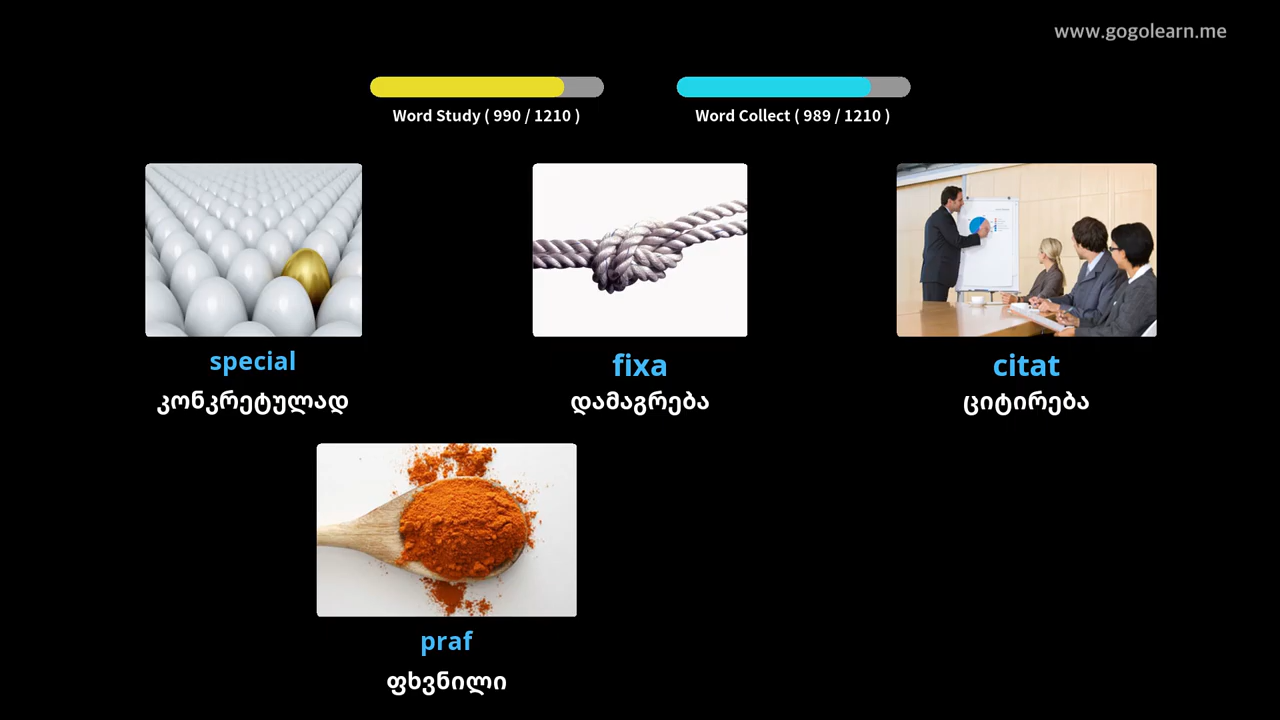 www.gogolearn.me
Word Study ( 990 / 1210 )
Word Collect ( 989 / 1210 )
special
fixa
citat
კონკრეტულად
დამაგრება
ციტირება
praf
ფხვნილი